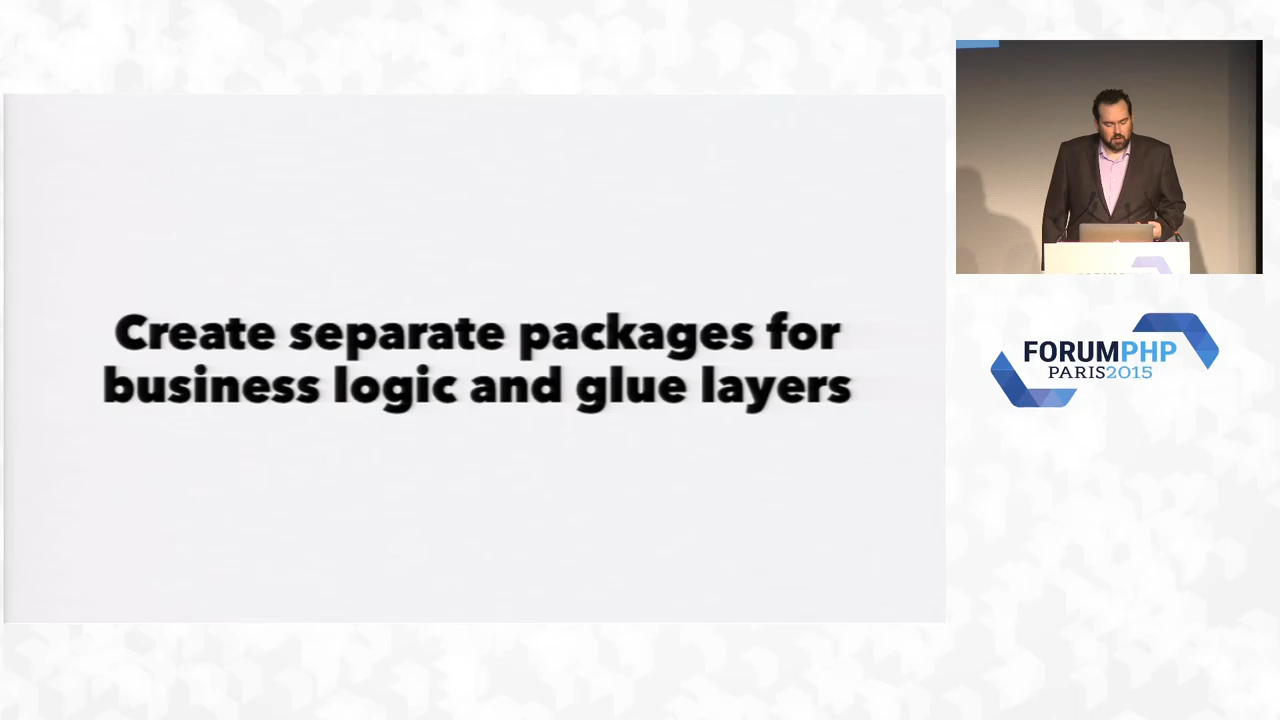 Create separate packages for
business logic and glue layers
FORUMPHP
PARIS2015